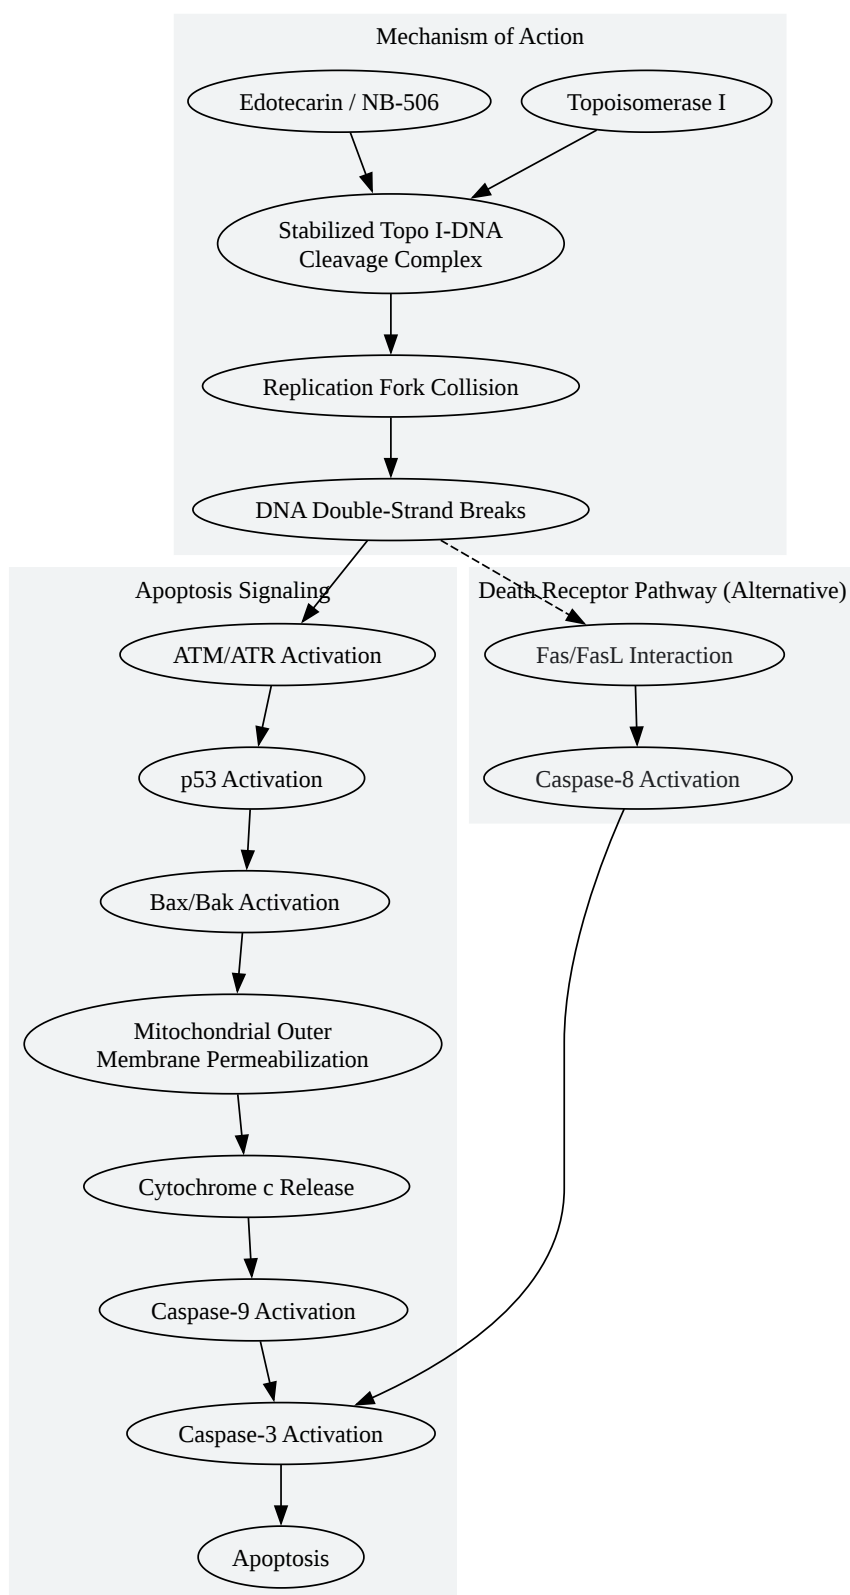 Mechanism of Action
Edotecarin / NB-506
Topoisomerase I
Stabilized Topo I-DNA
Cleavage Complex
Replication Fork Collision
DNA Double-Strand Breaks
Apoptosis Signaling
Death Receptor Pathway (Alternative)
ATM/ATR Activation
Fas/FasL Interaction
p53 Activation
Caspase-8 Activation
Bax/Bak Activation
Mitochondrial Outer
Membrane Permeabilization
Cytochrome c Release
Caspase-9 Activation
Caspase-3 Activation
Apoptosis